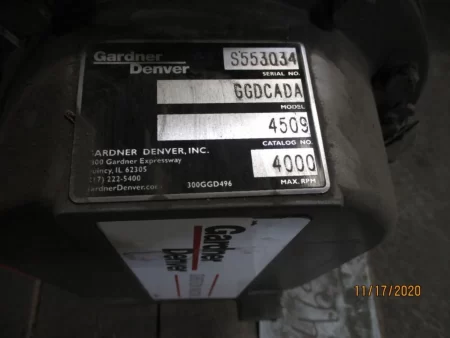 Gardner
Denver
S553034
SERIAL NO.
GGDCADA
MODEL
4509
CATALOG NO.
4000
MAX. RPM
GARDNER DENVER, INC.
1800 Gardner Expressway
Quincy, IL 62305
(217) 222-5400
GardnerDenver.com
300GGD496
Gardner
Denver
11/17/2020